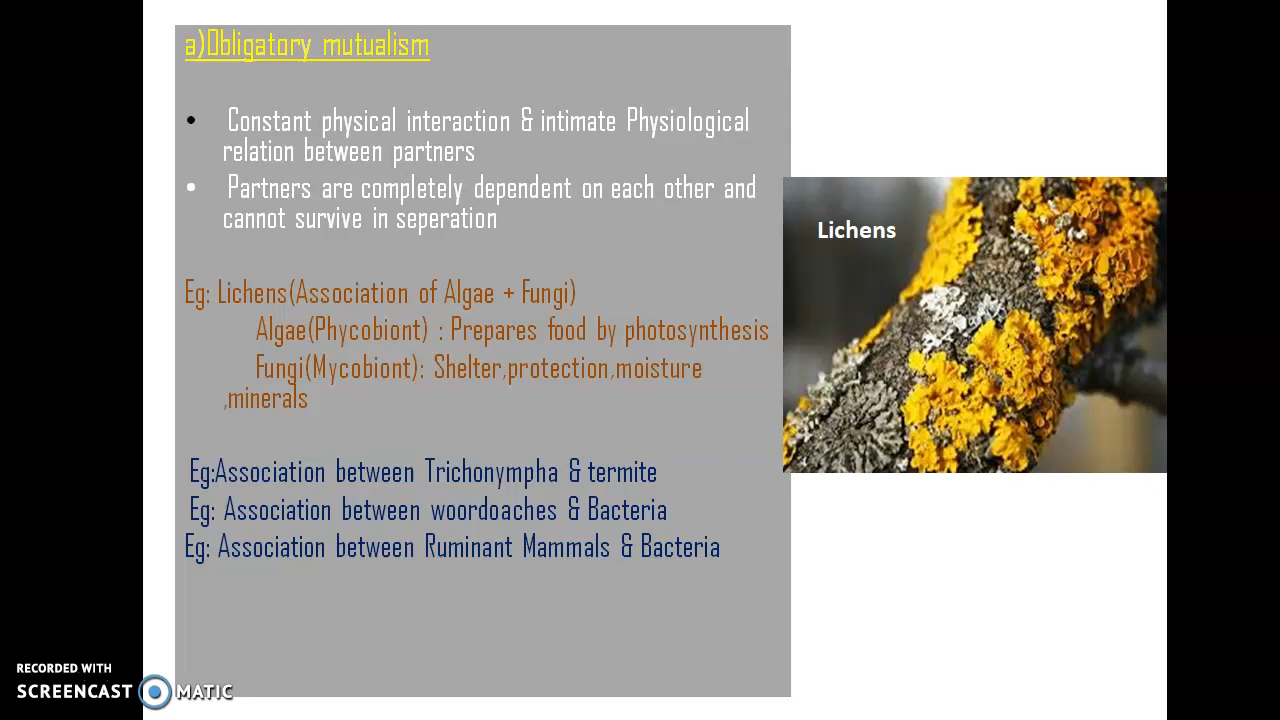 a)Obligatory mutualism
• Constant physical interaction & intimate Physiological
relation between partners
• Partners are completely dependent on each other and
cannot survive in seperation
Eg: Lichens(Association of Algae + Fungi)
Algae(Phycobiont) : Prepares food by photosynthesis
Fungi(Mycobiont): Shelter,protection,moisture
,minerals
Eg:Association between Trichonympha & termite
Eg: Association between woordoaches & Bacteria
Eg: Association between Ruminant Mammals & Bacteria
Lichens
RECORDED WITH
SCREENCAST MATIC